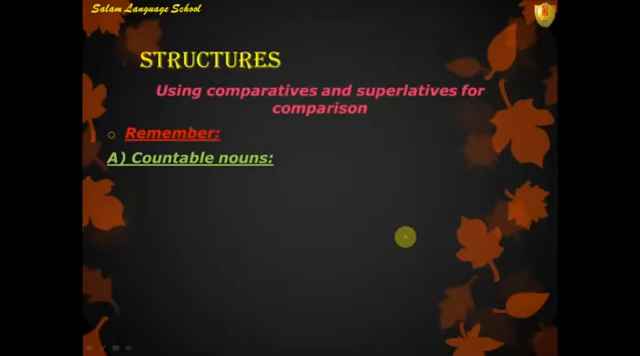 Salam Language School
STRUCTURES
Using comparatives and superlatives for
comparison
Remember:
A) Countable nouns: